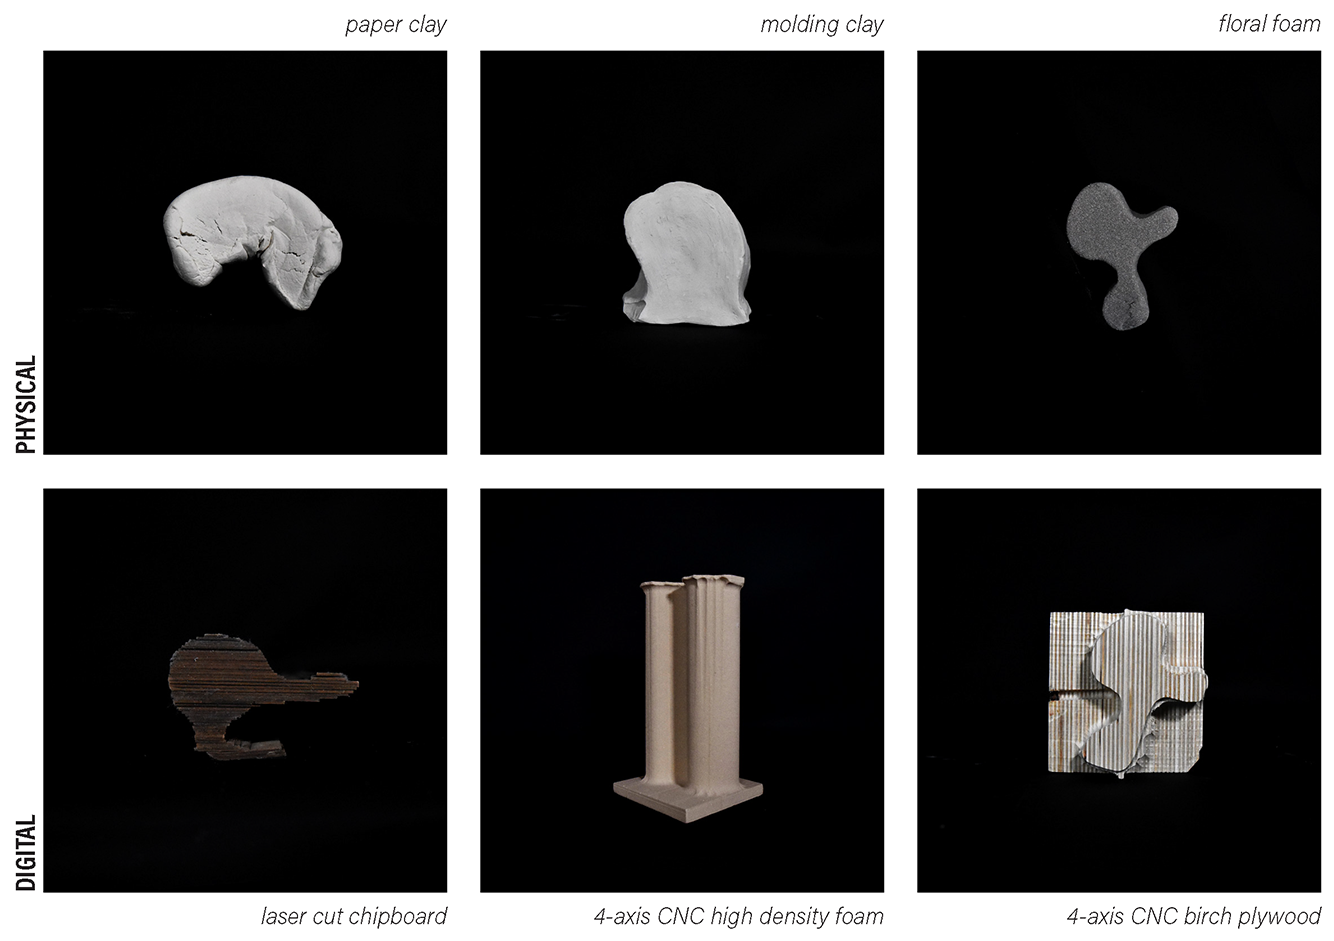 paper clay
molding clay
floral foam
PHYSICAL
DIGITAL
laser cut chipboard
4-axis CNC high density foam
4-axis CNC birch plywood